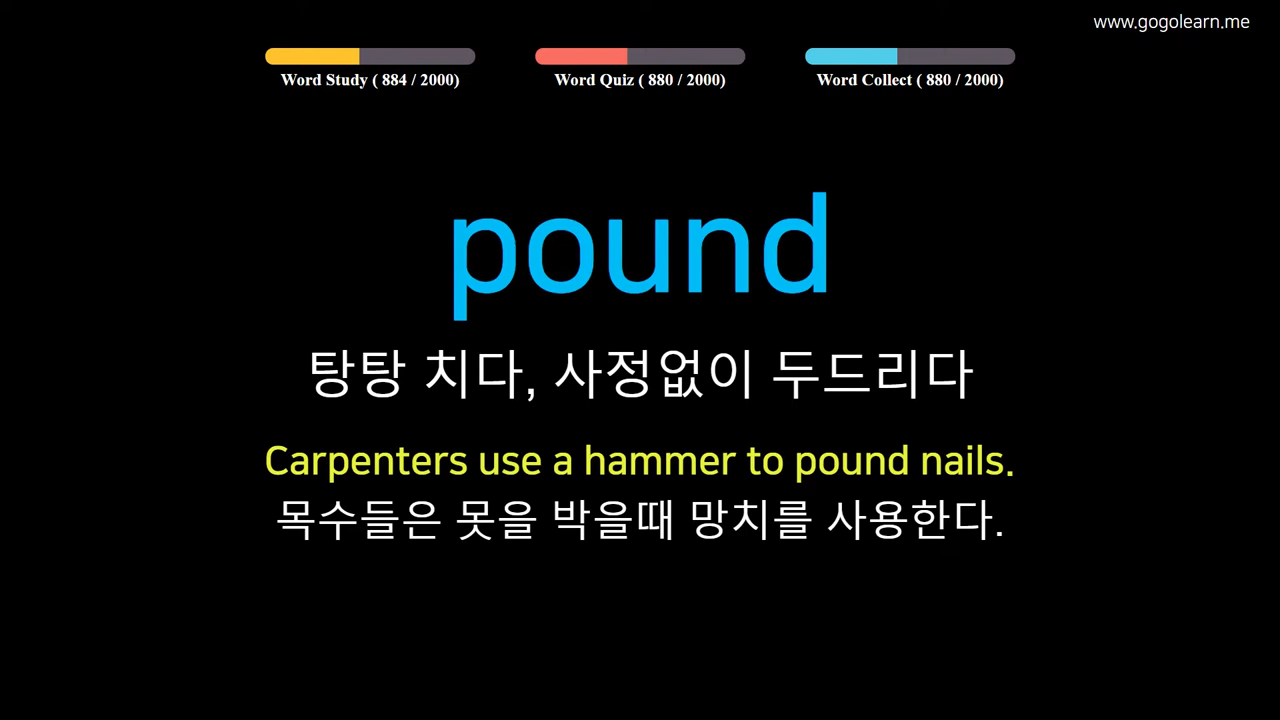 www.gogolearn.me
Word Study ( 884 / 2000)
Word Quiz ( 880 / 2000)
Word Collect ( 880 / 2000)
pound
탕탕 치다, 사정없이 두드리다
Carpenters use a hammer to pound nails.
목수들은 못을 박을때 망치를 사용한다.